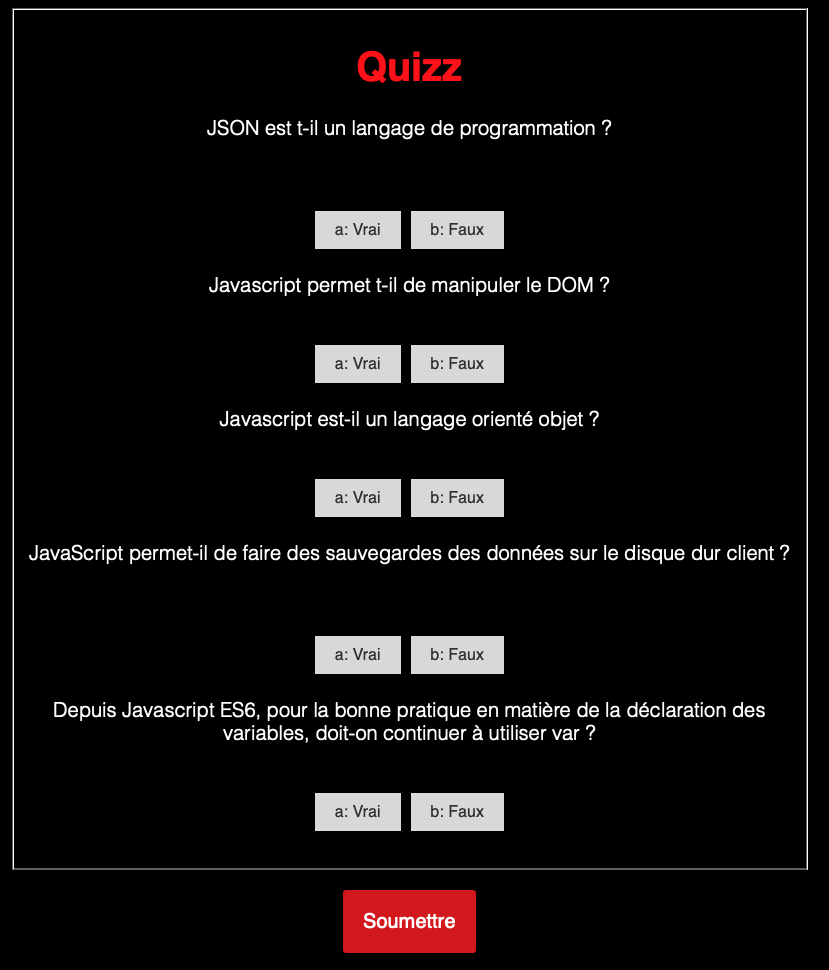 Quizz
JSON est t-il un langage de programmation ?
a: Vrai b: Faux
Javascript permet t-il de manipuler le DOM ?
a: Vrai b: Faux
Javascript est-il un langage orienté objet ?
a: Vrai b: Faux
JavaScript permet-il de faire des sauvegardes des données sur le disque dur client ?
a: Vrai b: Faux
Depuis Javascript ES6, pour la bonne pratique en matière de la déclaration des
variables, doit-on continuer à utiliser var ?
a: Vrai b: Faux
Soumettre